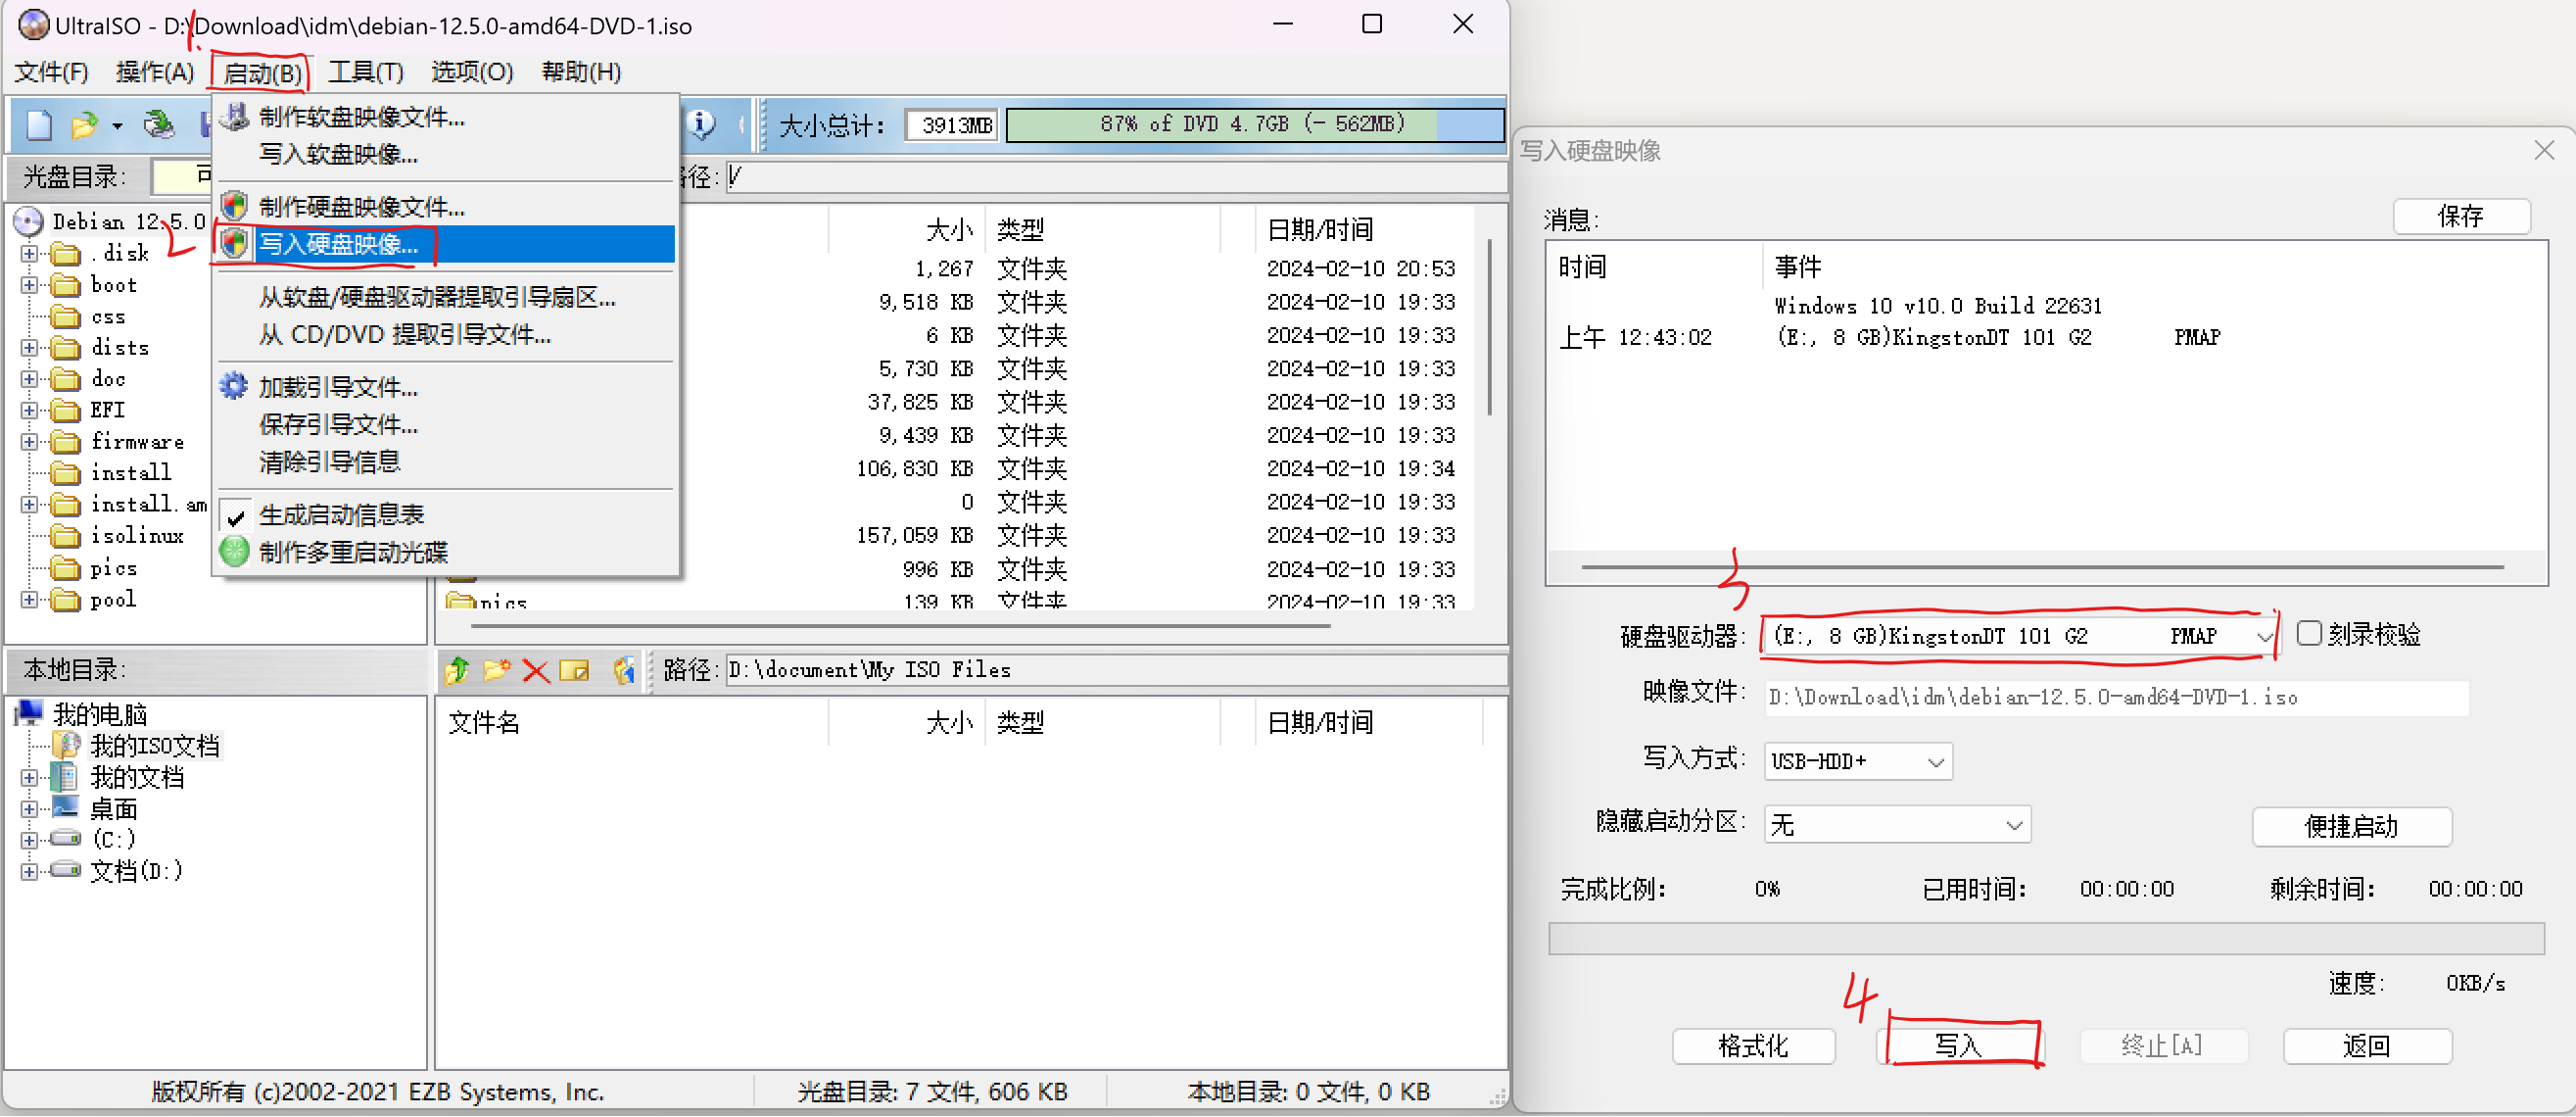 UltraISO - D:\Download\idm\debian-12.5.0-amd64-DVD-1.iso
1.
文件(F) 操作(A) 启动(B) 工具(T) 选项(O) 帮助(H)
大小总计: 3913MB 87% of DVD 4.7GB (- 562MB)
光盘目录: 可
径: /
制作软盘映像文件...
写入软盘映像...
制作硬盘映像文件...
2
写入硬盘映像...
从软盘/硬盘驱动器提取引导扇区...
从 CD/DVD 提取引导文件...
加载引导文件...
保存引导文件...
清除引导信息
生成启动信息表
制作多重启动光碟
Debian 12.5.0
.disk
boot
css
dists
doc
EFI
firmware
install
install.am
isolinux
pics
pool
大小 类型 日期/时间
1,267 文件夹 2024-02-10 20:53
9,518 KB 文件夹 2024-02-10 19:33
6 KB 文件夹 2024-02-10 19:33
5,730 KB 文件夹 2024-02-10 19:33
37,825 KB 文件夹 2024-02-10 19:33
9,439 KB 文件夹 2024-02-10 19:33
106,830 KB 文件夹 2024-02-10 19:34
0 文件夹 2024-02-10 19:33
157,059 KB 文件夹 2024-02-10 19:33
996 KB 文件夹 2024-02-10 19:33
pics 139 KB 文件夹 2024-02-10 19:33
本地目录:
路径: D:\document\My ISO Files
我的电脑
我的ISO文档
我的文档
桌面
(C:)
文档(D:)
文件名 大小 类型 日期/时间
版权所有 (c)2002-2021 EZB Systems, Inc. 光盘目录: 7 文件, 606 KB 本地目录: 0 文件, 0 KB
写入硬盘映像
消息: 保存
时间 事件
Windows 10 v10.0 Build 22631
上午 12:43:02 (E:, 8 GB)KingstonDT 101 G2 PMAP
3
硬盘驱动器: (E:, 8 GB)KingstonDT 101 G2 PMAP 刻录校验
映像文件: D:\Download\idm\debian-12.5.0-amd64-DVD-1.iso
写入方式: USB-HDD+
隐藏启动分区: 无 便捷启动
完成比例: 0% 已用时间: 00:00:00 剩余时间: 00:00:00
速度: 0KB/s
4
格式化 写入 终止[A] 返回